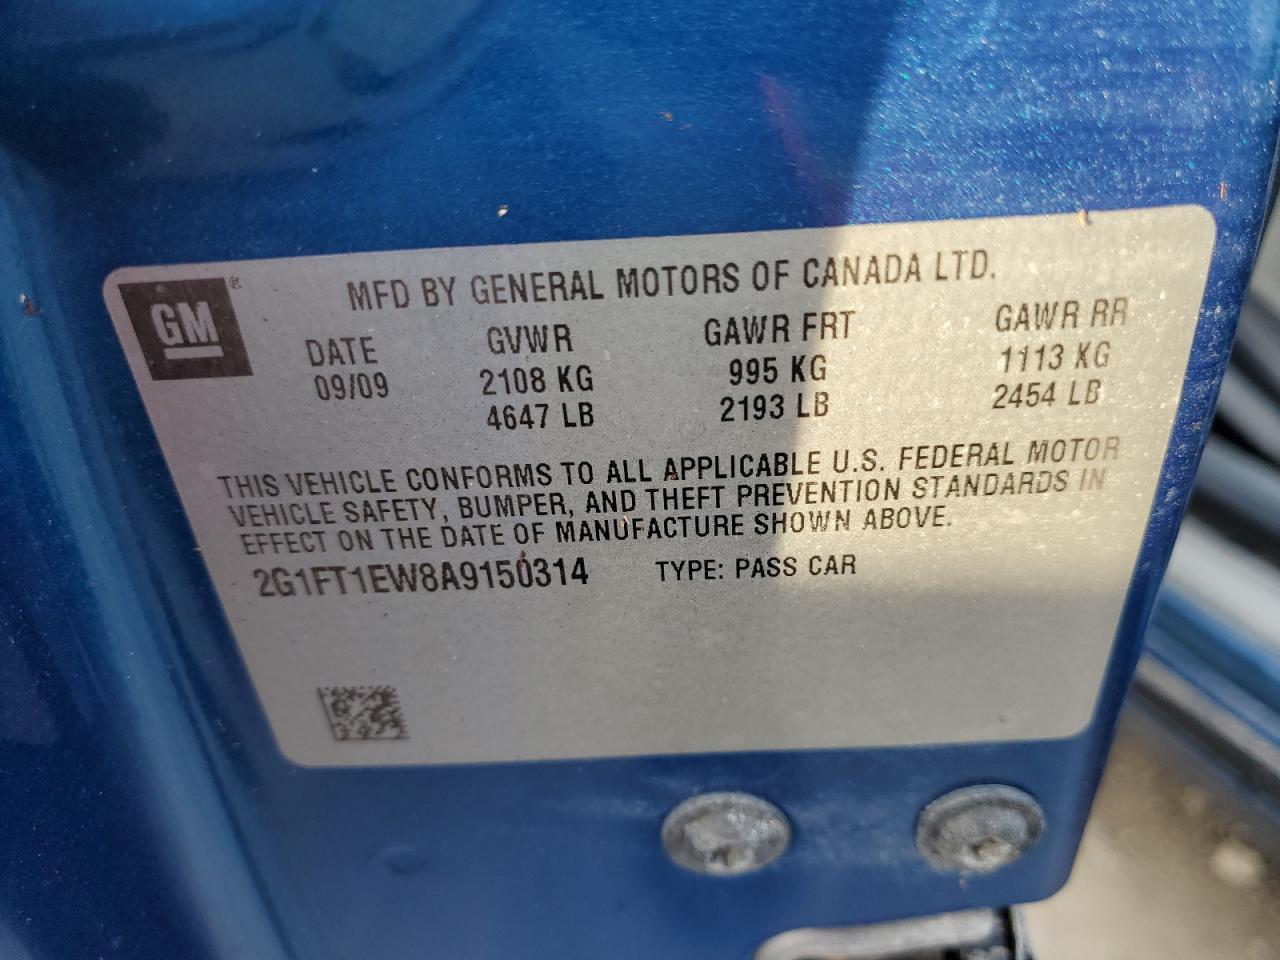 GM ®
MFD BY GENERAL MOTORS OF CANADA LTD.
DATE GVWR GAWR FRT GAWR RR
09/09 2108 KG 995 KG 1113 KG
4647 LB 2193 LB 2454 LB
THIS VEHICLE CONFORMS TO ALL APPLICABLE U.S. FEDERAL MOTOR
VEHICLE SAFETY, BUMPER, AND THEFT PREVENTION STANDARDS IN
EFFECT ON THE DATE OF MANUFACTURE SHOWN ABOVE.
2G1FT1EW8A9150314 TYPE: PASS CAR